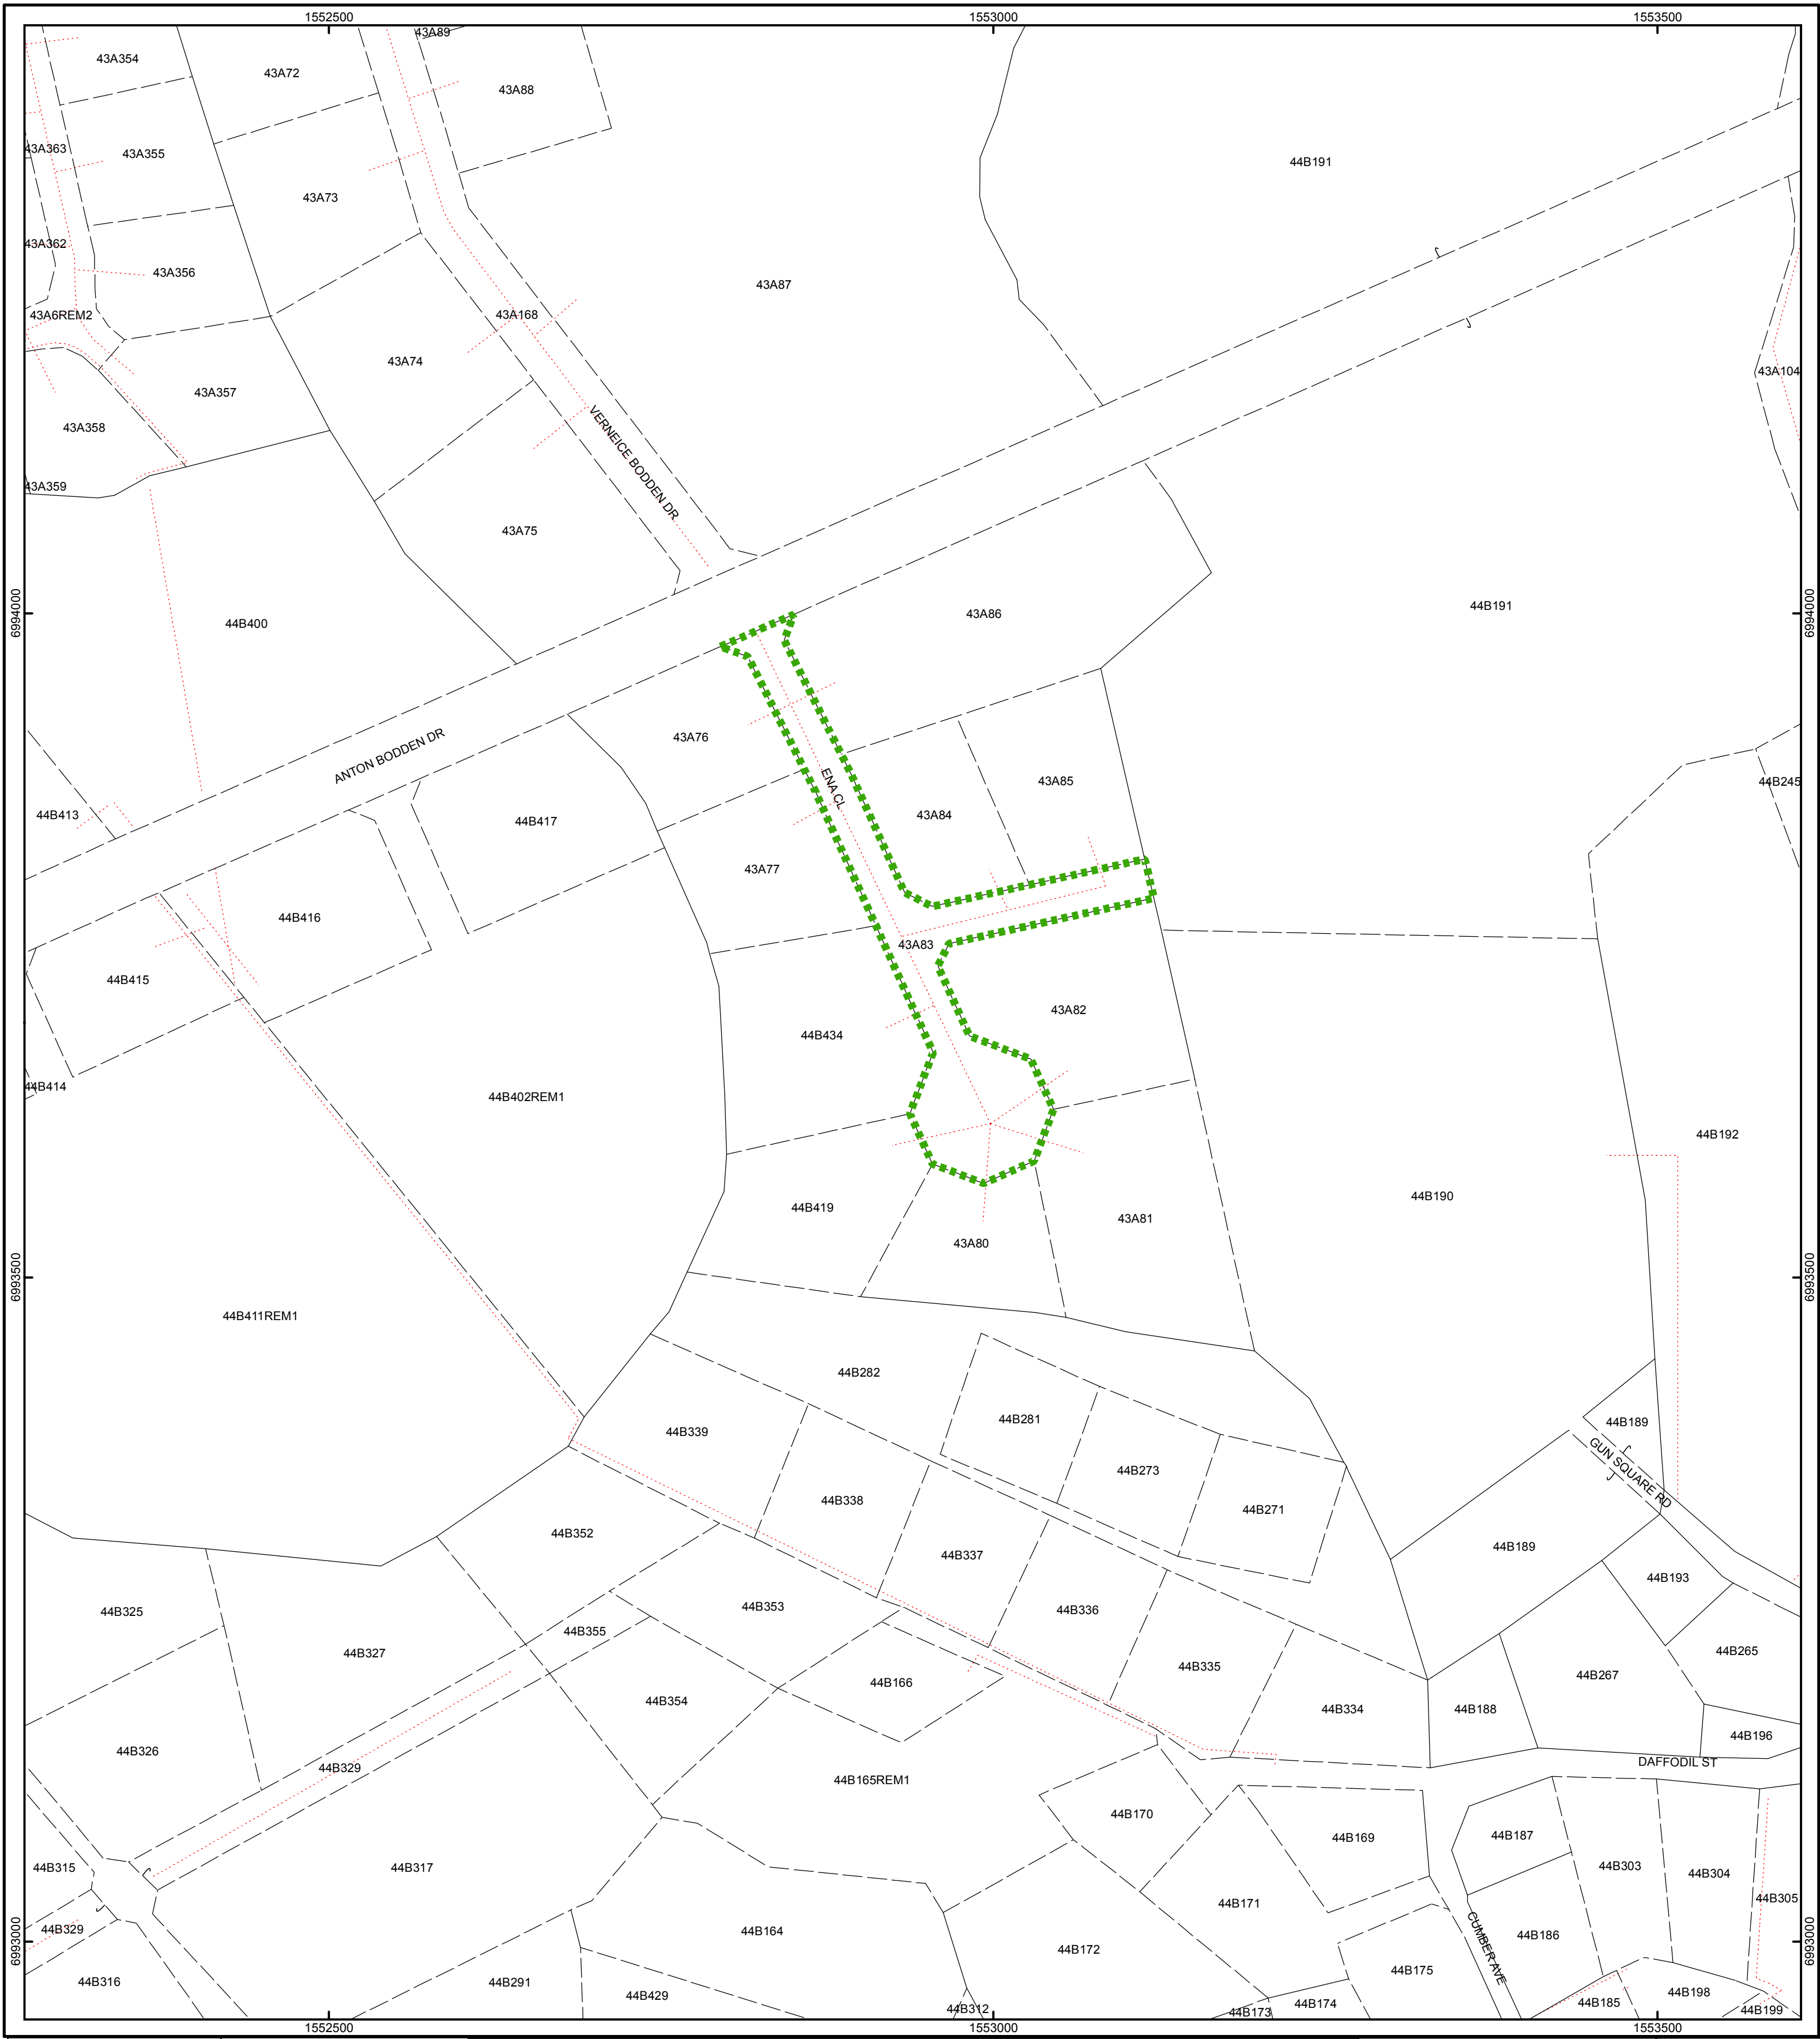 1552500
1553000
1553500
43A89
43A354
43A72
43A88
43A363
43A355
44B191
43A73
43A362
43A356
43A87
43A6REM2
43A168
43A74
43A104
43A357
43A358
VERNEICE BODDEN DR
43A359
43A75
6994000
44B400
43A86
44B191
6994000
ANTON BODDEN DR
43A76
ENA CL
43A85
44B245
44B413
44B417
43A84
43A77
44B416
43A83
44B415
44B434
43A82
44B414
44B402REM1
44B192
44B190
44B419
43A81
43A80
6993500
6993500
44B411REM1
44B282
44B281
44B189
44B339
GUN SQUARE RD
44B273
44B338
44B271
44B352
44B189
44B337
44B193
44B325
44B353
44B336
44B355
44B327
44B265
44B335
44B267
44B166
44B354
44B334
44B188
44B196
44B326
DAFFODIL ST
44B329
44B165REM1
44B170
44B169
44B187
44B315
44B317
44B303
44B304
44B305
44B171
44B329
44B164
CUMBER AVE
44B186
6993000
44B172
6993000
44B175
44B316
44B291
44B429
44B198
44B185
44B174
44B312
44B173
44B199
1552500
1553000
1553500